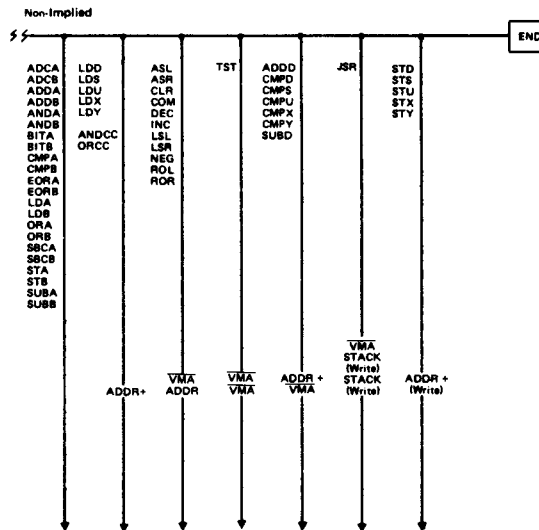 Non-Implied
END
ADCA
ADCB
ADDA
ADDB
ANDA
ANDB
BITA
BITB
CMPA
CMPB
EORA
EORB
LDA
LDB
ORA
ORB
SBCA
SBCB
STA
STB
SUBA
SUBB
LDD
LDS
LDU
LDX
LDY
ANDCC
ORCC
ADDR+
ASL
ASR
CLR
COM
DEC
INC
LSL
LSR
NEG
ROL
ROR
VMA
ADDR
TST
VMA
VMA
ADDD
CMPD
CMPS
CMPU
CMPX
CMPY
SUBD
ADDR +
VMA
JSR
VMA
STACK
(Write)
STACK
(Write)
STD
STS
STU
STX
STY
ADDR +
(Write)